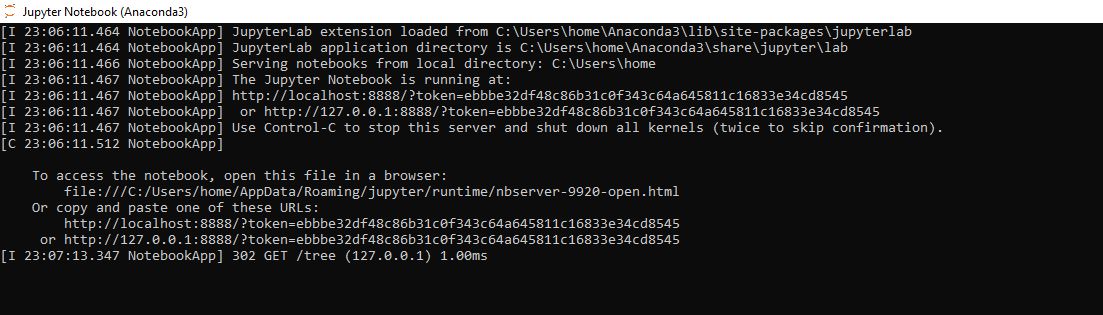 Jupyter Notebook (Anaconda3)
[I 23:06:11.464 NotebookApp] JupyterLab extension loaded from C:\Users\home\Anaconda3\lib\site-packages\jupyterlab
[I 23:06:11.464 NotebookApp] JupyterLab application directory is C:\Users\home\Anaconda3\share\jupyter\lab
[I 23:06:11.466 NotebookApp] Serving notebooks from local directory: C:\Users\home
[I 23:06:11.467 NotebookApp] The Jupyter Notebook is running at:
[I 23:06:11.467 NotebookApp] http://localhost:8888/?token=ebbbe32df48c86b31c0f343c64a645811c16833e34cd8545
[I 23:06:11.467 NotebookApp]  or http://127.0.0.1:8888/?token=ebbbe32df48c86b31c0f343c64a645811c16833e34cd8545
[I 23:06:11.467 NotebookApp] Use Control-C to stop this server and shut down all kernels (twice to skip confirmation).
[C 23:06:11.512 NotebookApp]
To access the notebook, open this file in a browser:
file:///C:/Users/home/AppData/Roaming/jupyter/runtime/nbserver-9920-open.html
Or copy and paste one of these URLs:
http://localhost:8888/?token=ebbbe32df48c86b31c0f343c64a645811c16833e34cd8545
or http://127.0.0.1:8888/?token=ebbbe32df48c86b31c0f343c64a645811c16833e34cd8545
[I 23:07:13.347 NotebookApp] 302 GET /tree (127.0.0.1) 1.00ms